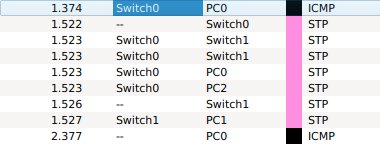 1.374 Switch0 PC0 ICMP
1.522 -- Switch0 STP
1.523 Switch0 Switch1 STP
1.523 Switch0 Switch1 STP
1.523 Switch0 PC0 STP
1.523 Switch0 PC2 STP
1.526 -- Switch1 STP
1.527 Switch1 PC1 STP
2.377 -- PC0 ICMP